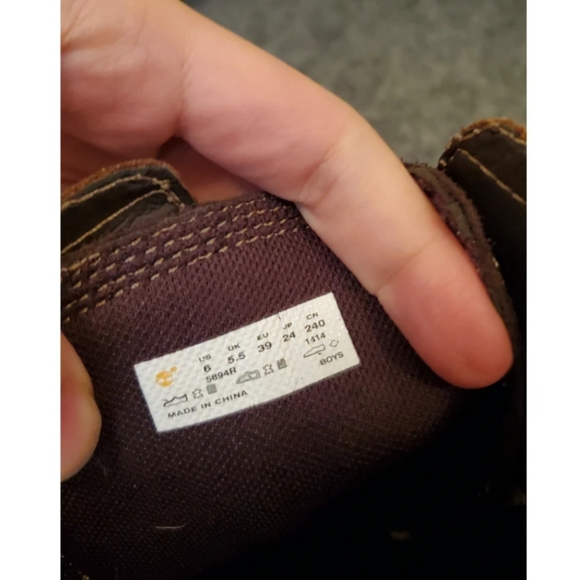 US UK EU JP CN
6 5.5 39 24 240
5894R 1414
BOYS
MADE IN CHINA